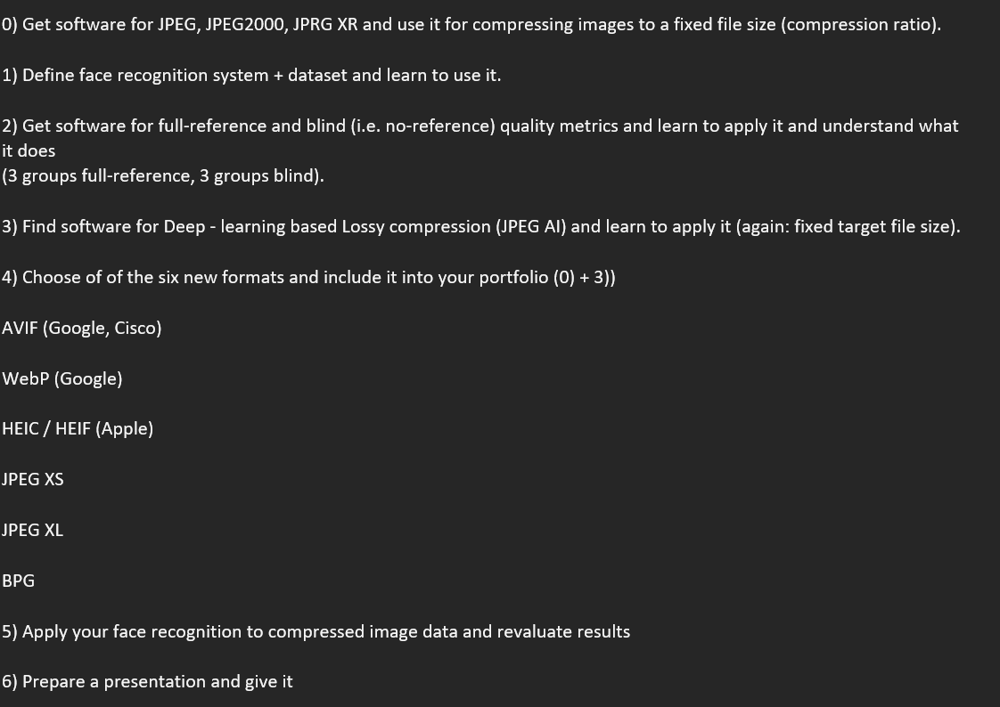 0) Get software for JPEG, JPEG2000, JPRG XR and use it for compressing images to a fixed file size (compression ratio).
1) Define face recognition system + dataset and learn to use it.
2) Get software for full-reference and blind (i.e. no-reference) quality metrics and learn to apply it and understand what
it does
(3 groups full-reference, 3 groups blind).
3) Find software for Deep - learning based Lossy compression (JPEG AI) and learn to apply it (again: fixed target file size).
4) Choose of of the six new formats and include it into your portfolio (0) + 3))
AVIF (Google, Cisco)
WebP (Google)
HEIC / HEIF (Apple)
JPEG XS
JPEG XL
BPG
5) Apply your face recognition to compressed image data and revaluate results
6) Prepare a presentation and give it